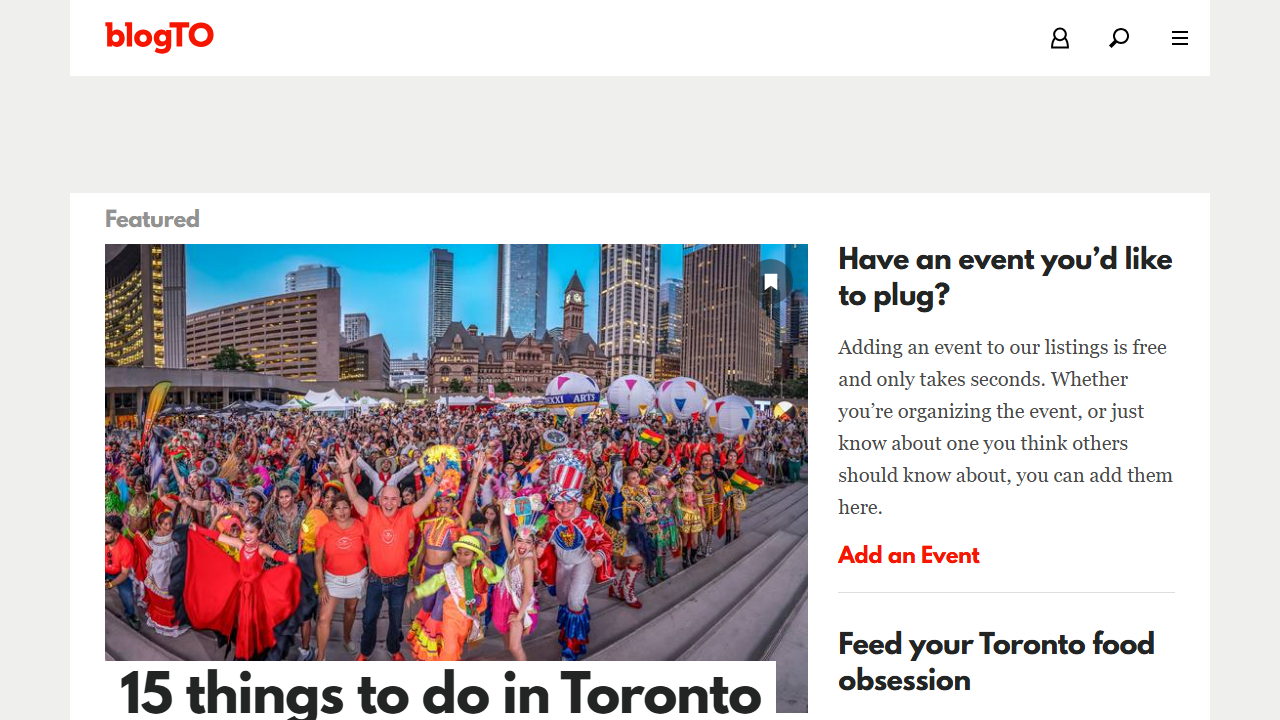 blogTO
Featured
EXXI ARTS
15 things to do in Toronto
Have an event you’d like
to plug?
Adding an event to our listings is free
and only takes seconds. Whether
you’re organizing the event, or just
know about one you think others
should know about, you can add them
here.
Add an Event
Feed your Toronto food
obsession